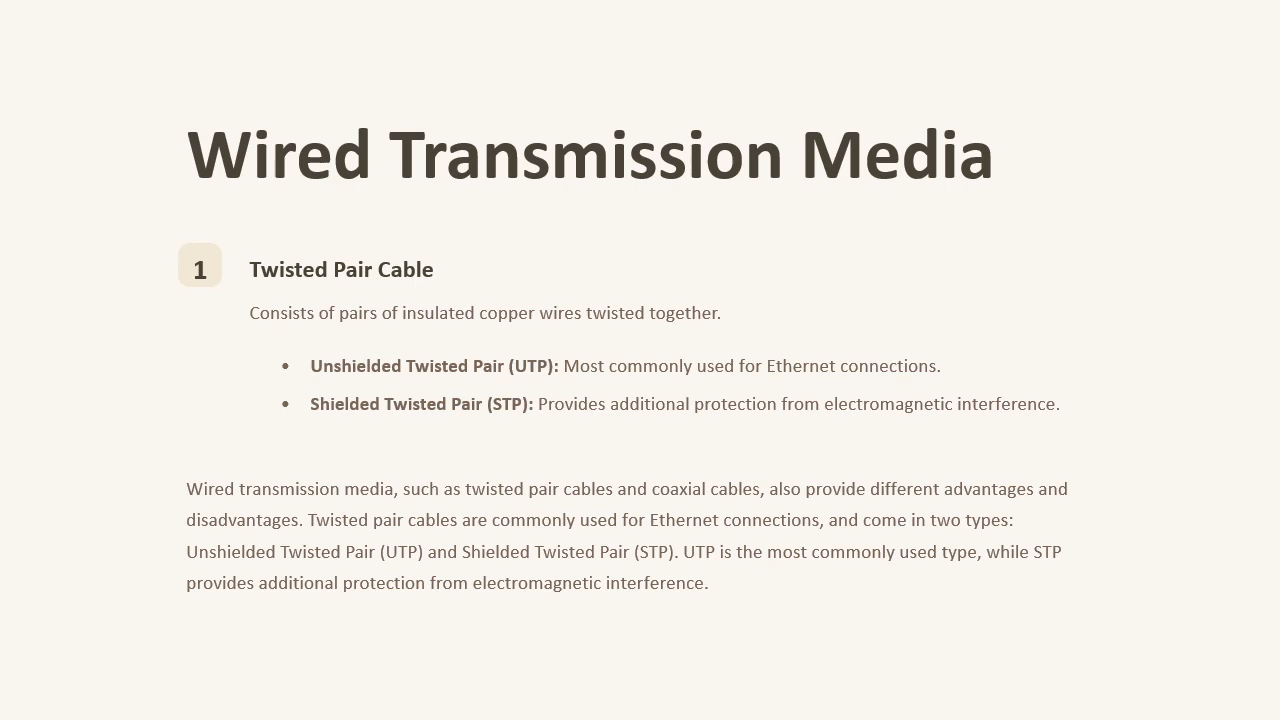 Wired Transmission Media
1 Twisted Pair Cable
Consists of pairs of insulated copper wires twisted together.
• Unshielded Twisted Pair (UTP): Most commonly used for Ethernet connections.
• Shielded Twisted Pair (STP): Provides additional protection from electromagnetic interference.
Wired transmission media, such as twisted pair cables and coaxial cables, also provide different advantages and
disadvantages. Twisted pair cables are commonly used for Ethernet connections, and come in two types:
Unshielded Twisted Pair (UTP) and Shielded Twisted Pair (STP). UTP is the most commonly used type, while STP
provides additional protection from electromagnetic interference.